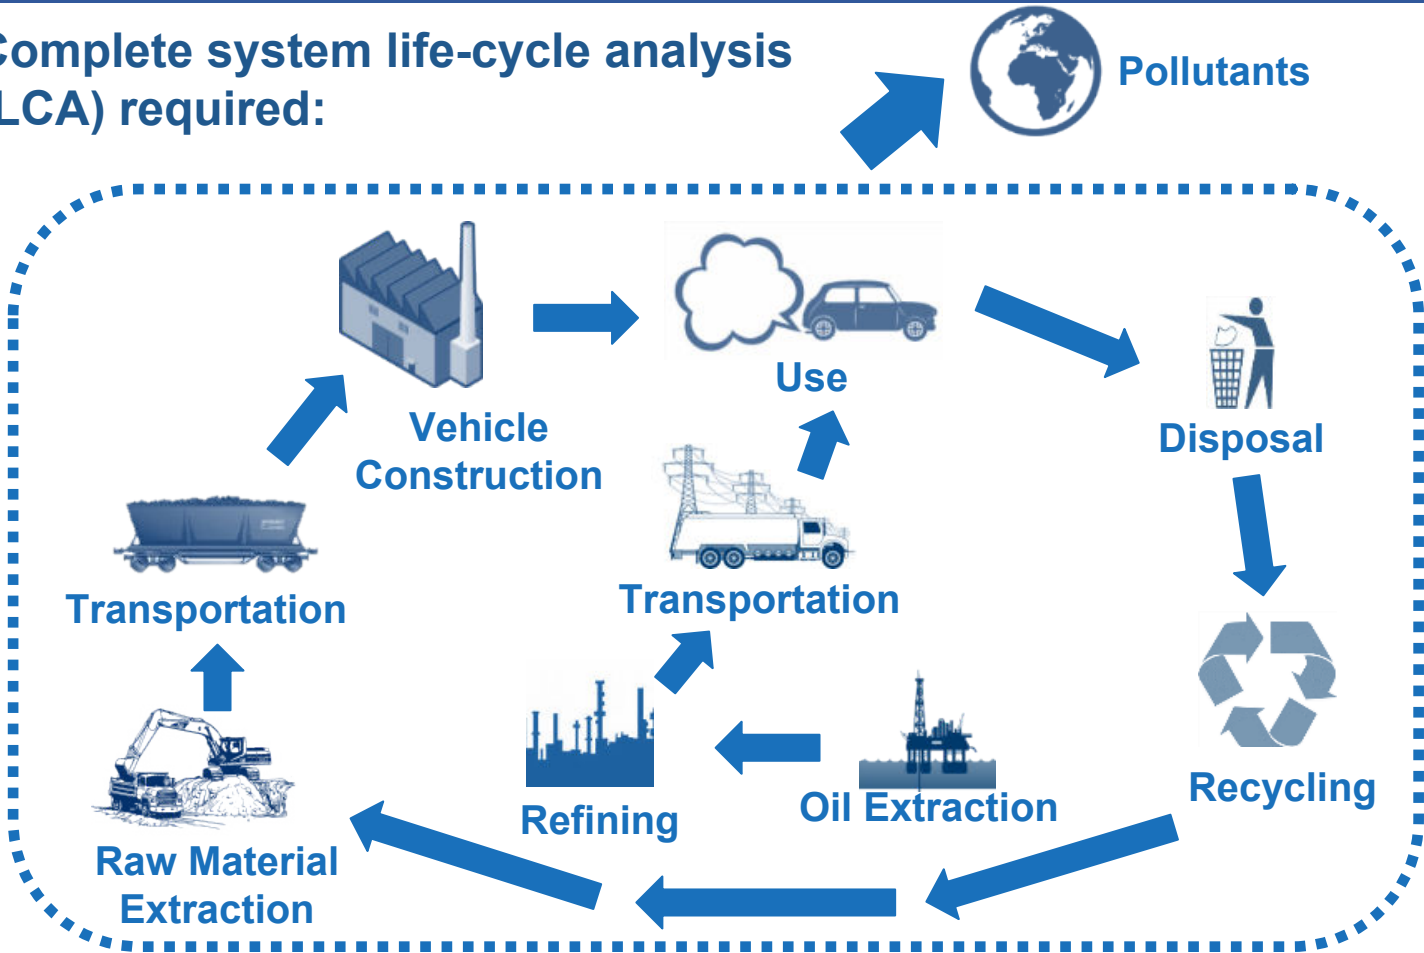 Complete system life-cycle analysis
LCA) required:
Pollutants
Use
Vehicle
Construction
Disposal
Transportation
Transportation
Recycling
Oil Extraction
Refining
Raw Material
Extraction